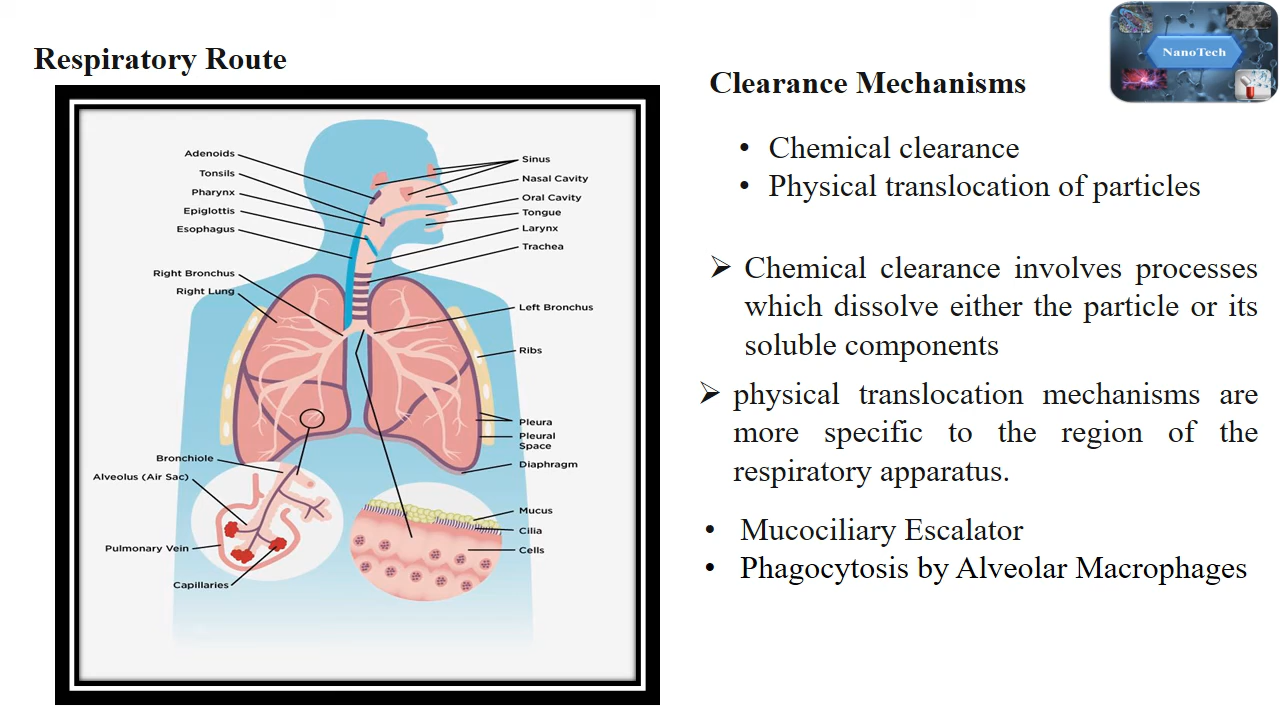 Respiratory Route
Adenoids
Tonsils
Pharynx
Epiglottis
Esophagus
Right Bronchus
Right Lung
Bronchiole
Alveolus (Air Sac)
Pulmonary Vein
Capillaries
Sinus
Nasal Cavity
Oral Cavity
Tongue
Larynx
Trachea
Left Bronchus
Ribs
Pleura
Pleural
Space
Diaphragm
Mucus
Cilia
Cells
NanoTech
Clearance Mechanisms
• Chemical clearance
• Physical translocation of particles
➢ Chemical clearance involves processes
which dissolve either the particle or its
soluble components
➢ physical translocation mechanisms are
more specific to the region of the
respiratory apparatus.
• Mucociliary Escalator
• Phagocytosis by Alveolar Macrophages